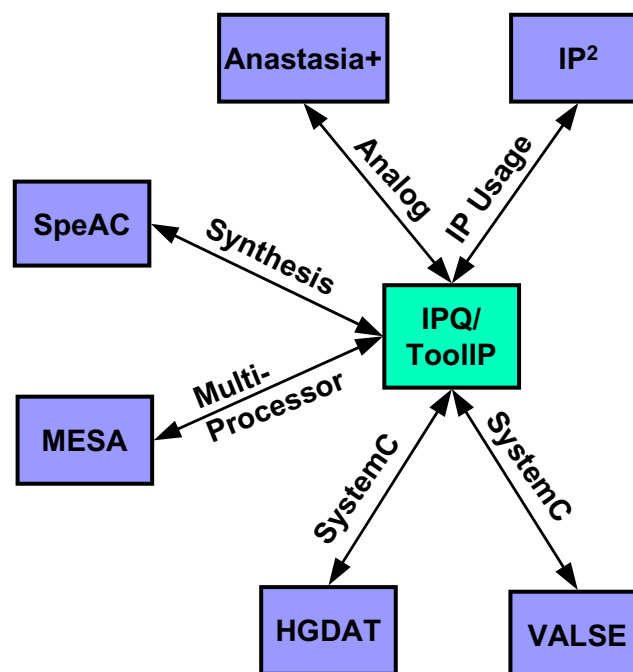 Anastasia+
IP²
Analog
IP Usage
SpeAC
Synthesis
IPQ/
ToolIP
Multi-
Processor
MESA
SystemC
SystemC
HGDAT
VALSE